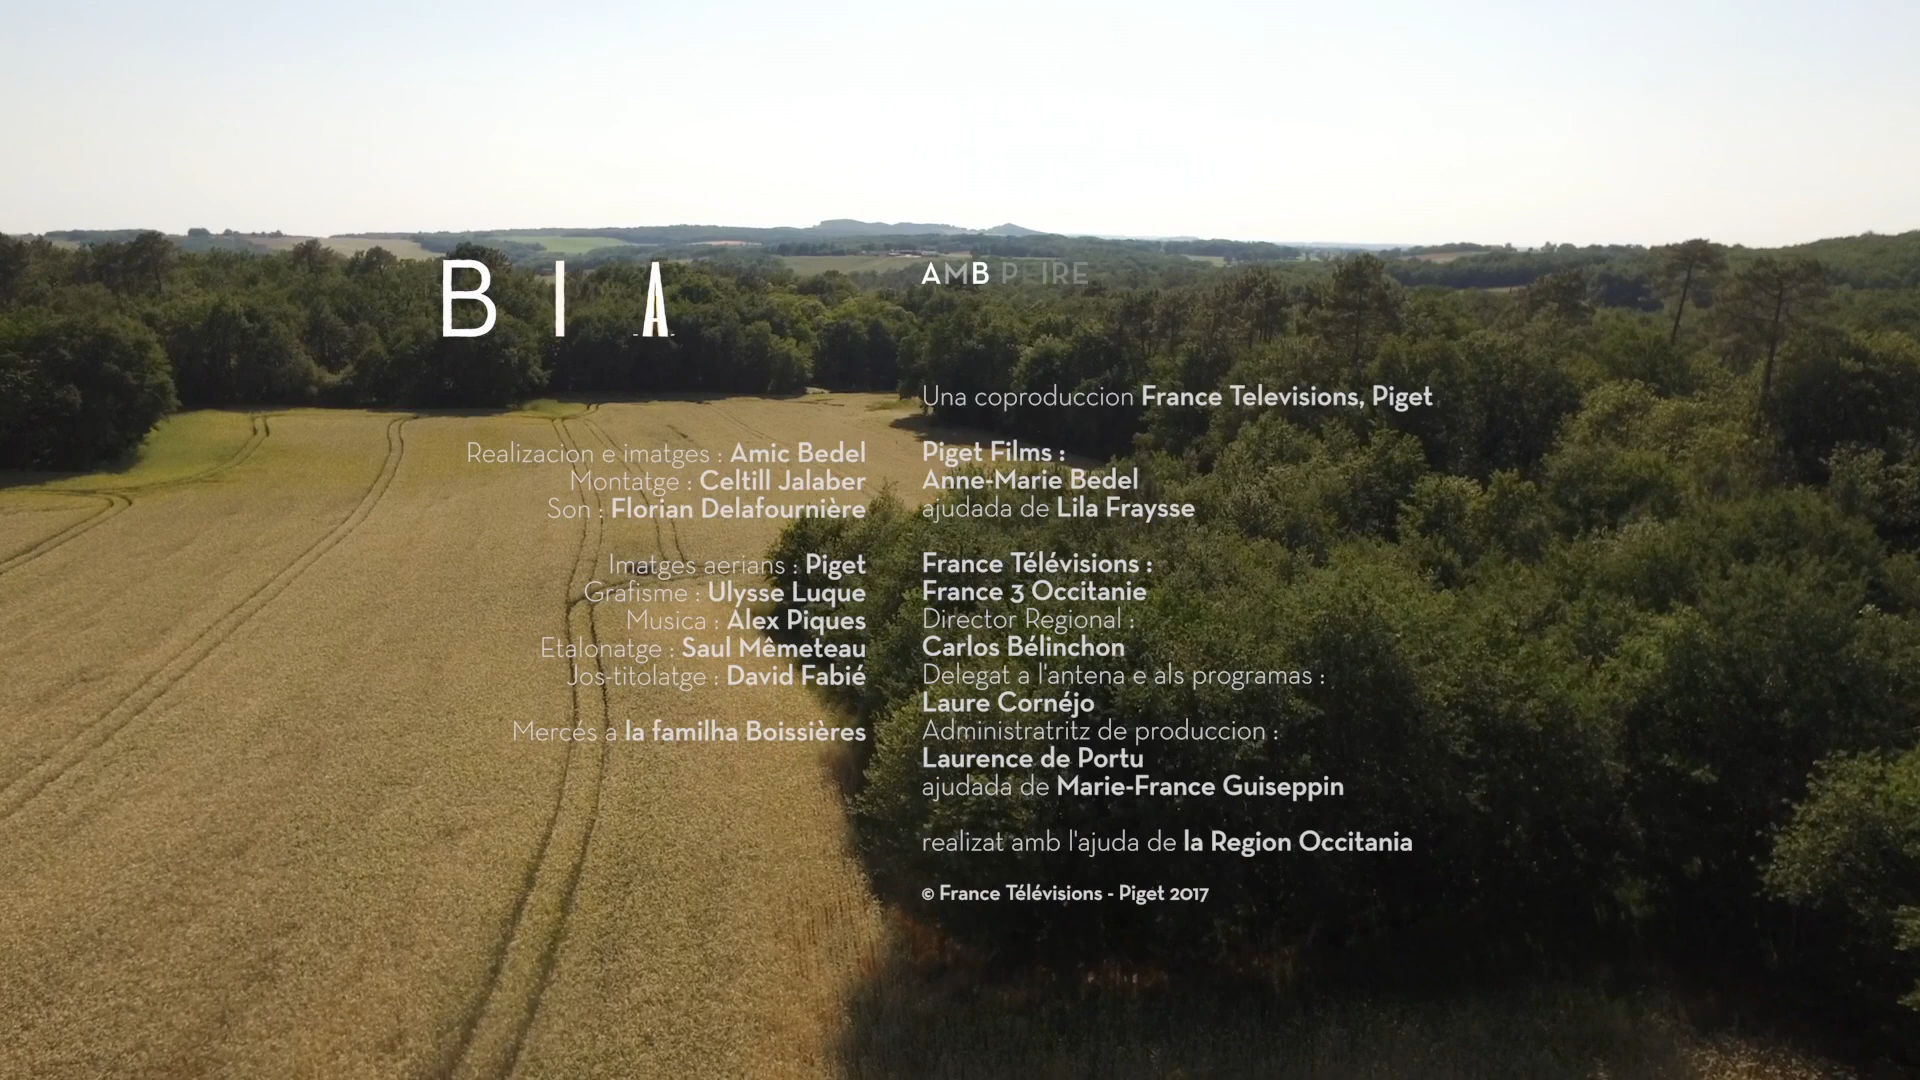 BIA
AMB PEIRE
Realizacion e imatges : Amic Bedel
Montatge : Celtill Jalaber
Son : Florian Delafournière
Imatges aerians : Piget
Grafisme : Ulysse Luque
Musica : Alex Piques
Etalonatge : Saul Mêmeteau
Jos-titolatge : David Fabié
Mercés a la familha Boissières
Una coproduccion France Televisions, Piget
Piget Films :
Anne-Marie Bedel
ajudada de Lila Fraysse
France Télévisions :
France 3 Occitanie
Director Regional :
Carlos Bélinchon
Delegat a l'antena e als programas :
Laure Cornéjo
Administratritz de produccion :
Laurence de Portu
ajudada de Marie-France Guiseppin
realizat amb l'ajuda de la Region Occitania
© France Télévisions - Piget 2017